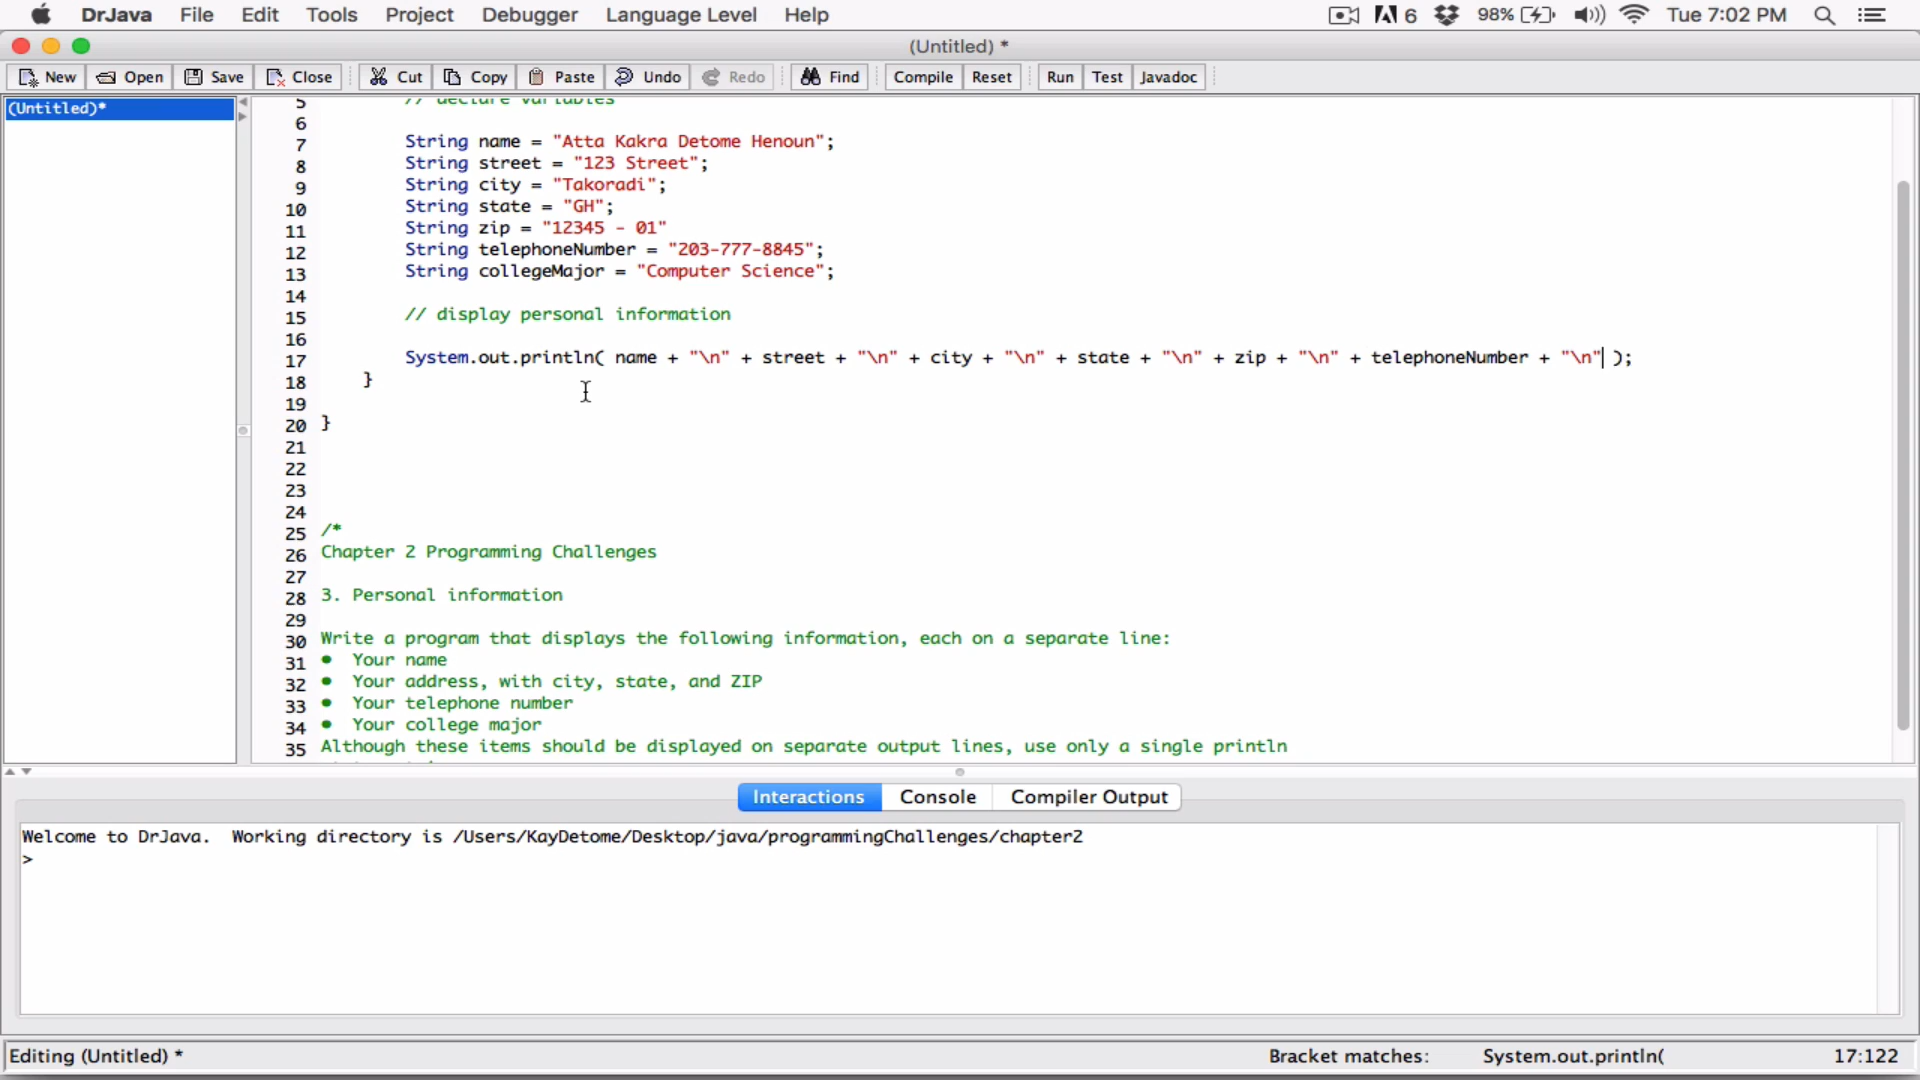 DrJava File Edit Tools Project Debugger Language Level Help 6 98% Tue 7:02 PM
(Untitled) *
New Open Save Close Cut Copy Paste Undo Redo Find Compile Reset Run Test Javadoc
(Untitled)*
5 // declare variables
6
7 String name = "Atta Kakra Detome Henoun";
8 String street = "123 Street";
9 String city = "Takoradi";
10 String state = "GH";
11 String zip = "12345 - 01"
12 String telephoneNumber = "203-777-8845";
13 String collegeMajor = "Computer Science";
14
15 // display personal information
16
17 System.out.println( name + "\n" + street + "\n" + city + "\n" + state + "\n" + zip + "\n" + telephoneNumber + "\n" );
18 }
19
20 }
21
22
23
24
25 /*
26 Chapter 2 Programming Challenges
27
28 3. Personal information
29
30 Write a program that displays the following information, each on a separate line:
31 • Your name
32 • Your address, with city, state, and ZIP
33 • Your telephone number
34 • Your college major
35 Although these items should be displayed on separate output lines, use only a single println
Interactions Console Compiler Output
Welcome to DrJava. Working directory is /Users/KayDetome/Desktop/java/programmingChallenges/chapter2
>
Editing (Untitled) * Bracket matches: System.out.println( 17:122